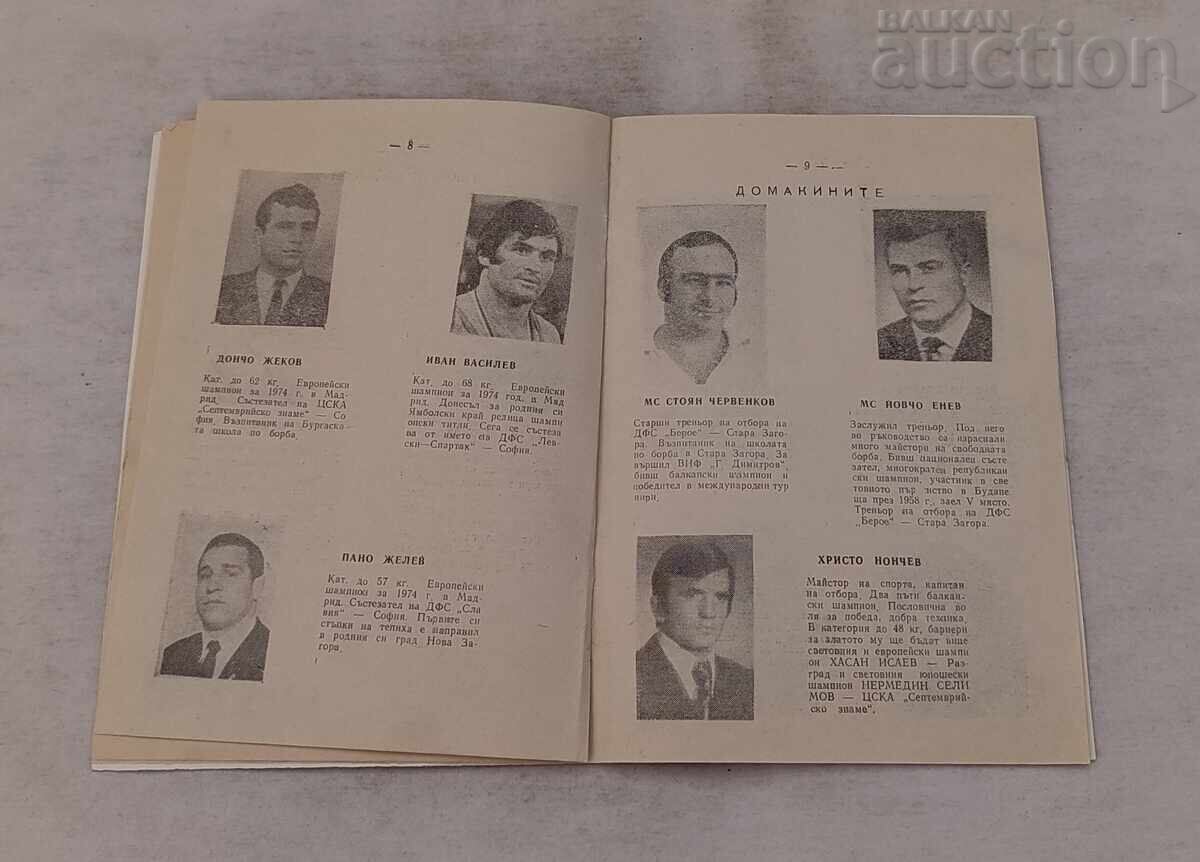 BALKAN
auction
— 8 —
ДОНЧО ЖЕКОВ
Кат. до 62 кг. Европейски
шампион за 1974 г. в Мад-
рид. Състезател на ЦСКА
„Септемврийско знаме“ — Со
фия. Възпитаник на Бургаска-
та школа по борба.
ИВАН ВАСИЛЕВ
Кат. до 68 кг. Европейски
шампион за 1974 год. в Мад
рид. Донесъл за родния си
Ямболски край редица шампи
онски титли. Сега се състеза
ва от името на ДФС „Лев-
ски—Спартак“ — София.
ПАНО ЖЕЛЕВ
Кат. до 57 кг. Европейски
шампион за 1974 г. в Мад
рид. Състезател на ДФС „Сла
вия“ — София. Първите си
стъпки на тепиха е направил
в родния си град Нова За-
гора.
— 9 —
ДОМАКИНИТЕ
МС СТОЯН ЧЕРВЕНКОВ
Старши треньор на отбора на
ДФС „Берое“ — Стара Заго-
ра. Възпитаник на школата
по борба в Стара Загора. За
вършил ВИФ „Г. Димитров“,
бивш балкански шампион и
победител в международни тур
нири.
МС ЙОВЧО ЕНЕВ
Заслужил треньор. Под него
во ръководство са израснали
много майстори на свободната
борба. Бивш национален състе
зател, многократен републикан
ски шампион, участник в све
товното първенство в Будапе
ща през 1958 г., заел V място.
Треньор на отбора на ДФС
„Берое“ — Стара Загора.
ХРИСТО НОНЧЕВ
Майстор на спорта, капитан
на отбора. Два пъти балкан-
ски шампион. Пословична во
ля за победа, добра техника.
В категория до 48 кг, бариери
за златото му ще бъдат више
световния и европейски шампи
он ХАСАН ИСАЕВ — Раз-
град и световния юношески
шампион НЕРМЕДИН СЕЛИ
МОВ — ЦСКА „Септемврий-
ско знаме“.